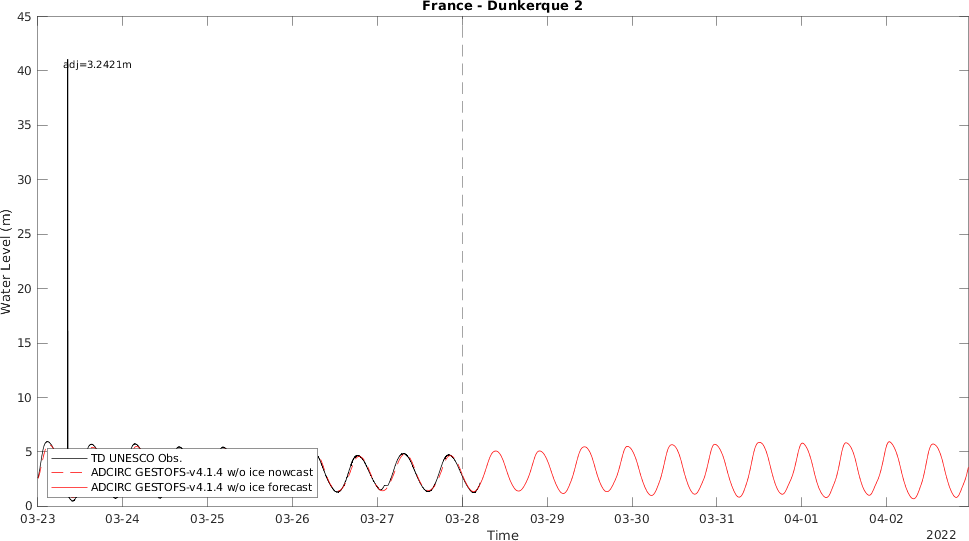 France - Dunkerque 2
45
40
35
30
25
20
15
10
5
0
Water Level (m)
adj=3.2421m
TD UNESCO Obs.
ADCIRC GESTOFS-v4.1.4 w/o ice nowcast
ADCIRC GESTOFS-v4.1.4 w/o ice forecast
03-23 03-24 03-25 03-26 03-27 03-28 03-29 03-30 03-31 04-01 04-02
Time
2022